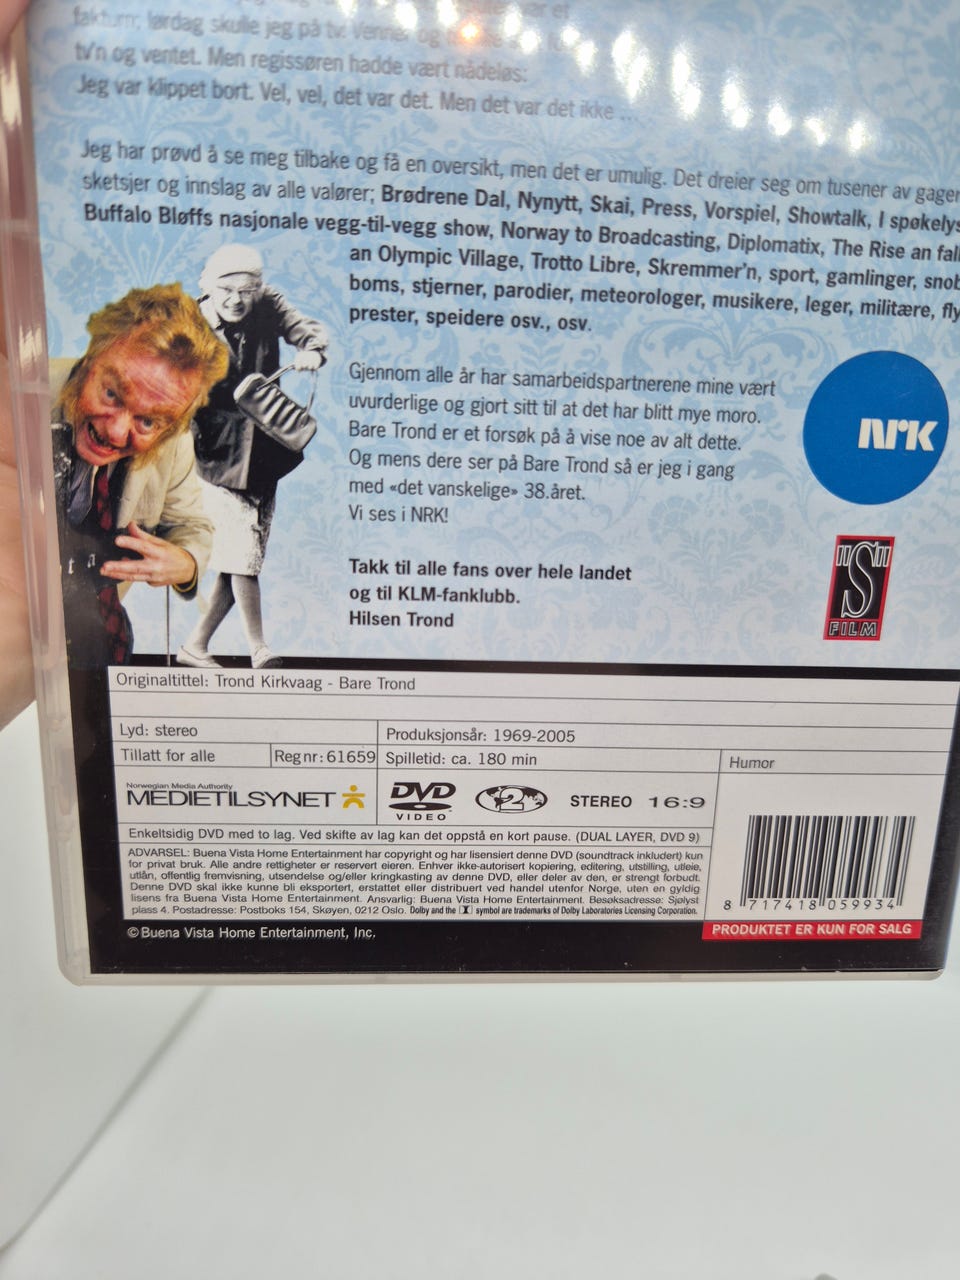 fakturn; lørdag skulle jeg på tv. Venner og
tv'n og ventet. Men regissøren hadde vært nådeløs:
Jeg var klippet bort. Vel, vel, det var det. Men det var det ikke ...
Jeg har prøvd å se meg tilbake og få en oversikt, men det er umulig. Det dreier seg om tusener av gager
sketsjer og innslag av alle valører; Brødrene Dal, Nynytt, Skai, Press, Vorspiel, Showtalk, I spøkelys
Buffalo Bløffs nasjonale vegg-til-vegg show, Norway to Broadcasting, Diplomatix, The Rise an fall
an Olympic Village, Trotto Libre, Skremmer'n, sport, gamlinger, snob
boms, stjerner, parodier, meteorologer, musikere, leger, militære, fly
prester, speidere osv., osv.
Gjennom alle år har samarbeidspartnerene mine vært
uvurderlige og gjort sitt til at det har blitt mye moro.
Bare Trond er et forsøk på å vise noe av alt dette.
Og mens dere ser på Bare Trond så er jeg i gang
med «det vanskelige» 38.året.
Vi ses i NRK!
NRK
Takk til alle fans over hele landet
og til KLM-fanklubb.
Hilsen Trond
S
FILM
Originaltittel: Trond Kirkvaag - Bare Trond
Lyd: stereo
Produksjonsår: 1969-2005
Tillatt for alle
Reg nr: 61659
Spilletid: ca. 180 min
Humor
Norwegian Media Authority
MEDIETILSYNET
DVD
VIDEO
2
STEREO 16:9
Enkeltsidig DVD med to lag. Ved skifte av lag kan det oppstå en kort pause. (DUAL LAYER, DVD 9)
ADVARSEL: Buena Vista Home Entertainment har copyright og har lisensiert denne DVD (soundtrack inkludert) kun
for privat bruk. Alle andre rettigheter er reservert eieren. Enhver ikke-autorisert kopiering, editering, utstilling, utleie,
utlån, offentlig fremvisning, utsendelse og/eller kringkasting av denne DVD, eller deler av den, er strengt forbudt.
Denne DVD skal ikke kunne bli eksportert, erstattet eller distribuert ved handel utenfor Norge, uten en gyldig
lisens fra Buena Vista Home Entertainment. Ansvarlig: Buena Vista Home Entertainment. Besøksadresse: Sjølyst
plass 4. Postadresse: Postboks 154, Skøyen, 0212 Oslo. Dolby and the symbol are trademarks of Dolby Laboratories Licensing Corporation.
8 717418 059934
PRODUKTET ER KUN FOR SALG
© Buena Vista Home Entertainment, Inc.